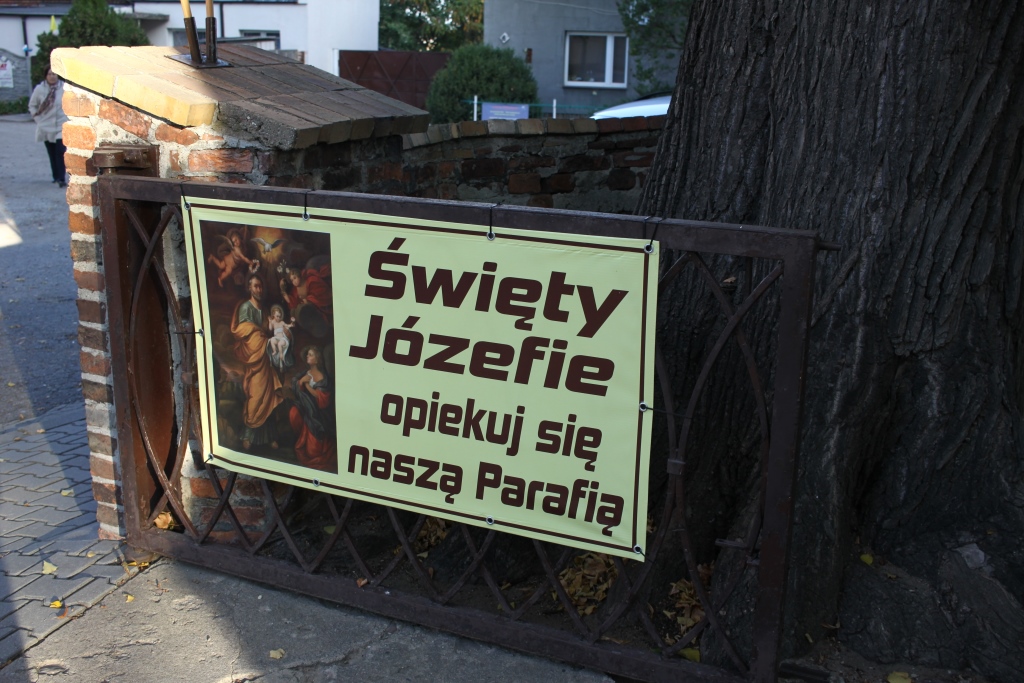 Święty
Józefie
opiekuj się
naszą Parafią